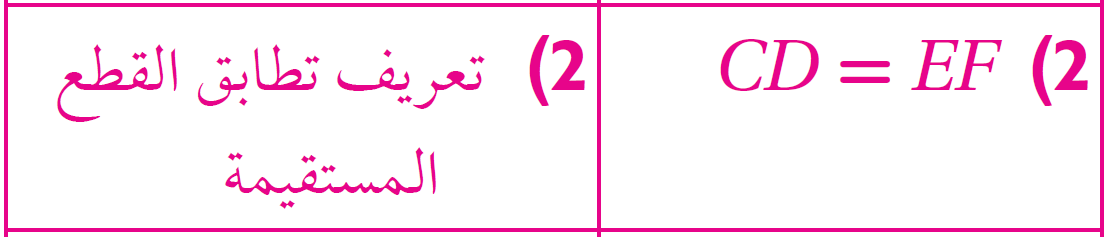 2) CD = EF
2) تعريف تطابق القطع
المستقيمة